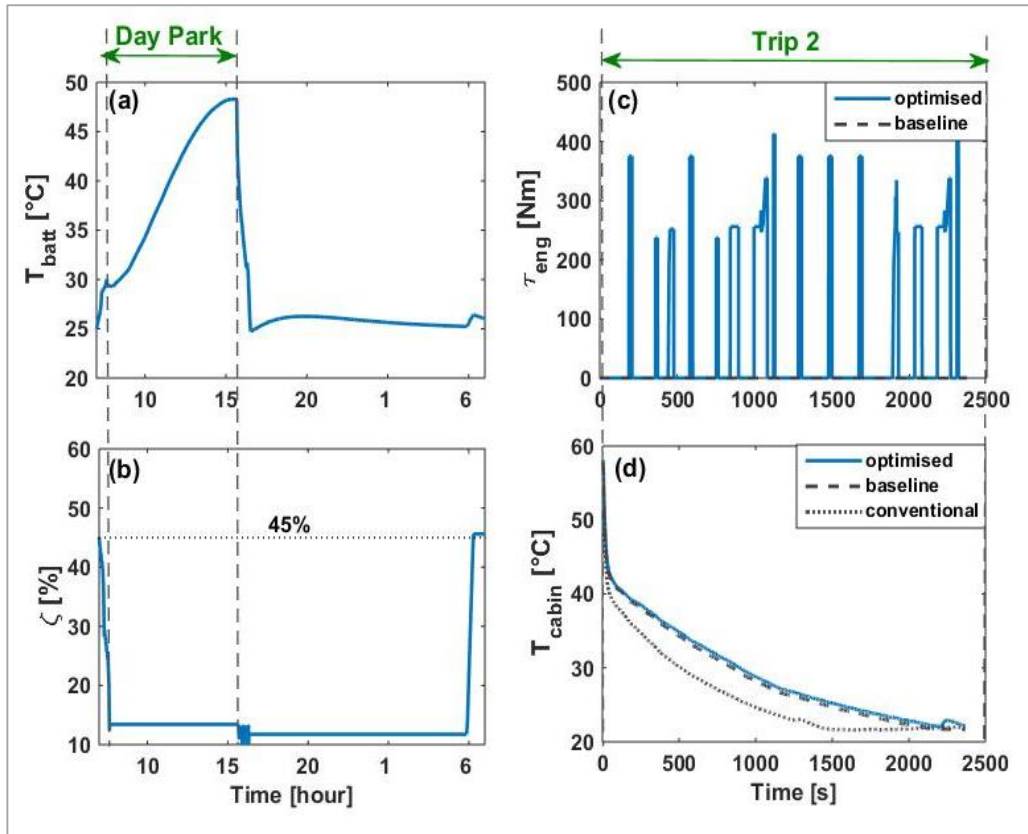 Day Park
Trip 2
(a)
T_batt [°C]
50
45
40
35
30
25
20
10
15
20
1
6
(c)
optimised
baseline
τ_eng [Nm]
500
400
300
200
100
0
0
500
1000
1500
2000
2500
(b)
45%
ζ [%]
60
50
40
30
20
10
10
15
20
1
6
Time [hour]
(d)
optimised
baseline
conventional
T_cabin [°C]
60
50
40
30
20
0
500
1000
1500
2000
2500
Time [s]